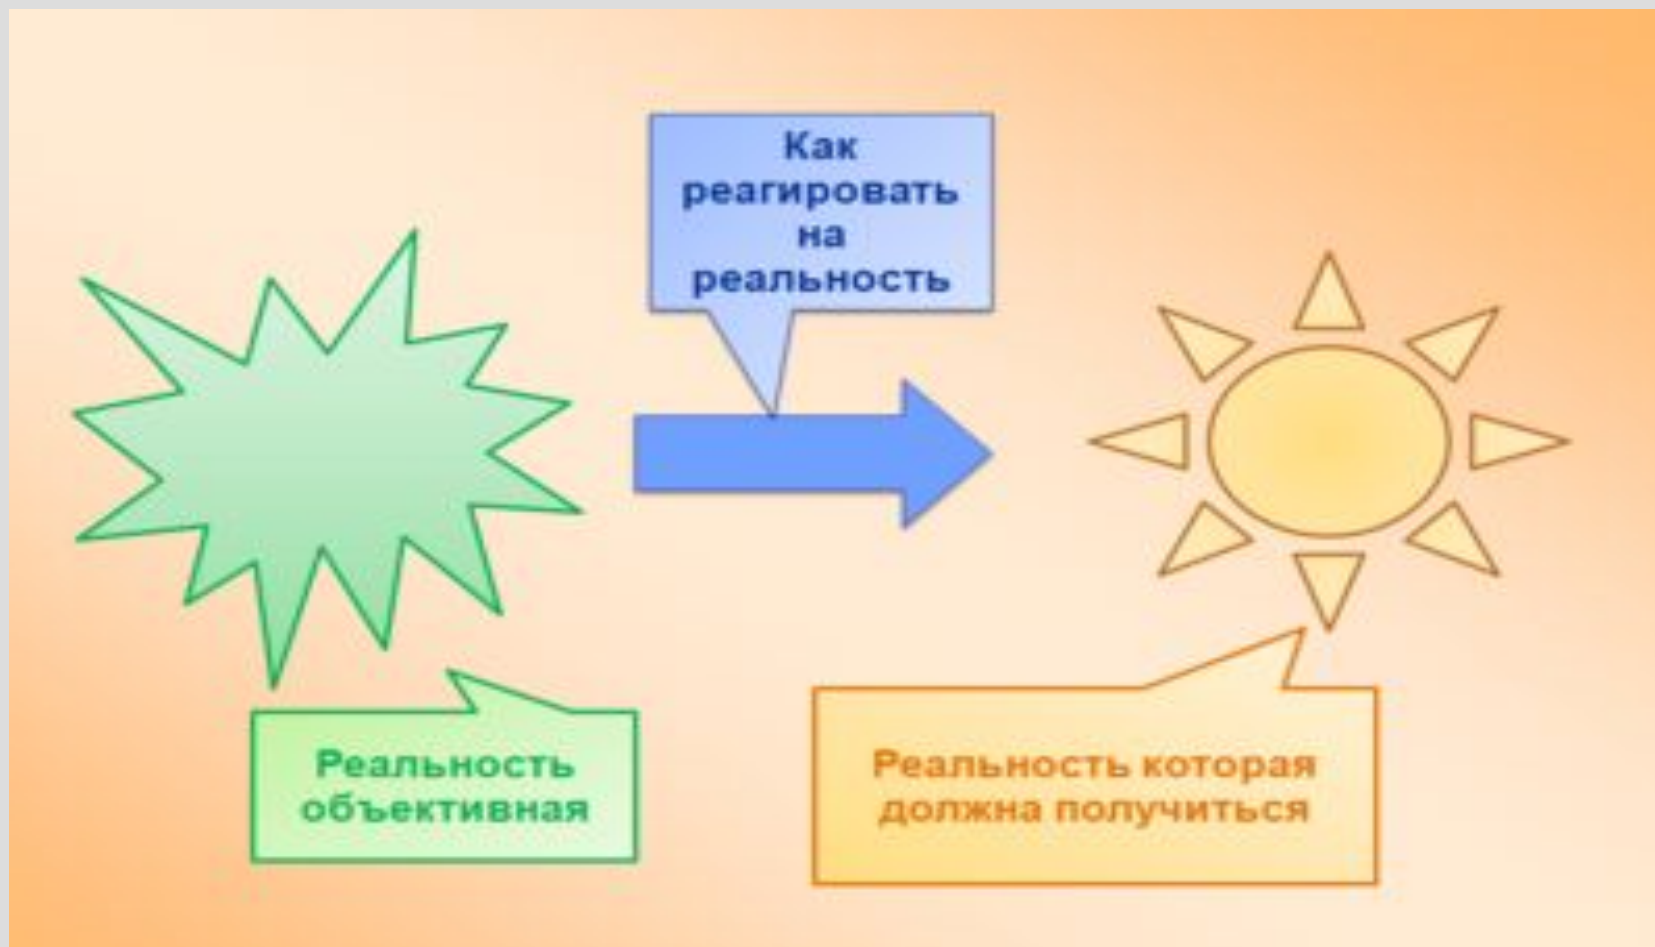 Как
реагировать
на
реальность
Реальность
объективная
Реальность которая
должна получиться